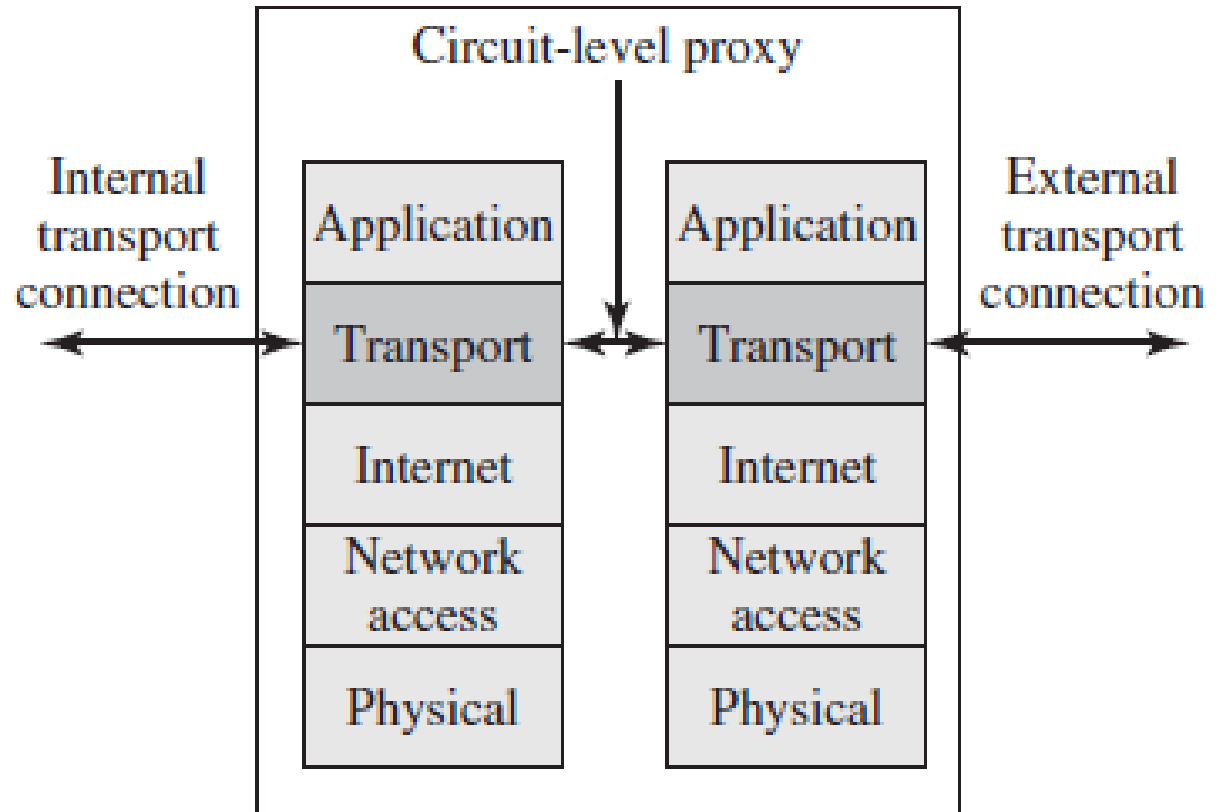 Circuit-level proxy
Internal
transport
connection
Application
Transport
Internet
Network
access
Physical
Application
Transport
Internet
Network
access
Physical
External
transport
connection